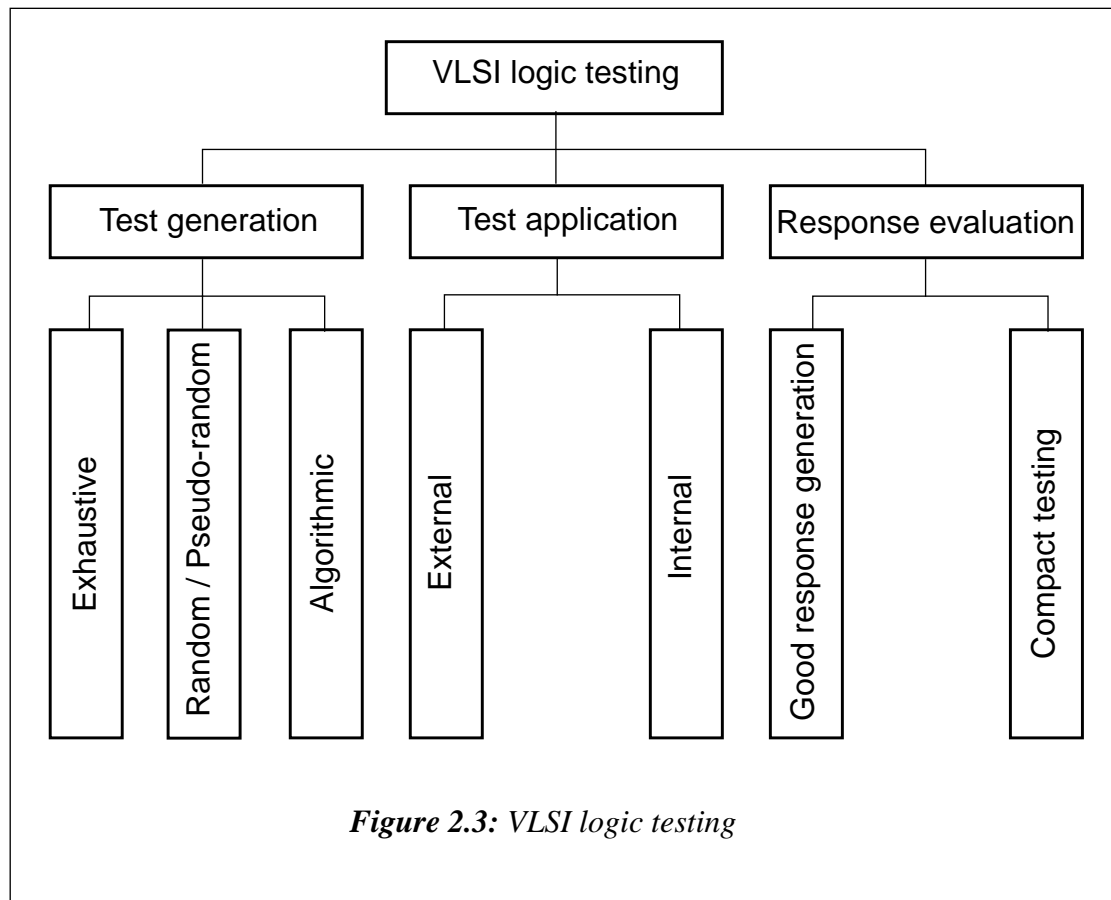 VLSI logic testing
Test generation
Test application
Response evaluation
Exhaustive
Random / Pseudo-random
Algorithmic
External
Internal
Good response generation
Compact testing
Figure 2.3: VLSI logic testing